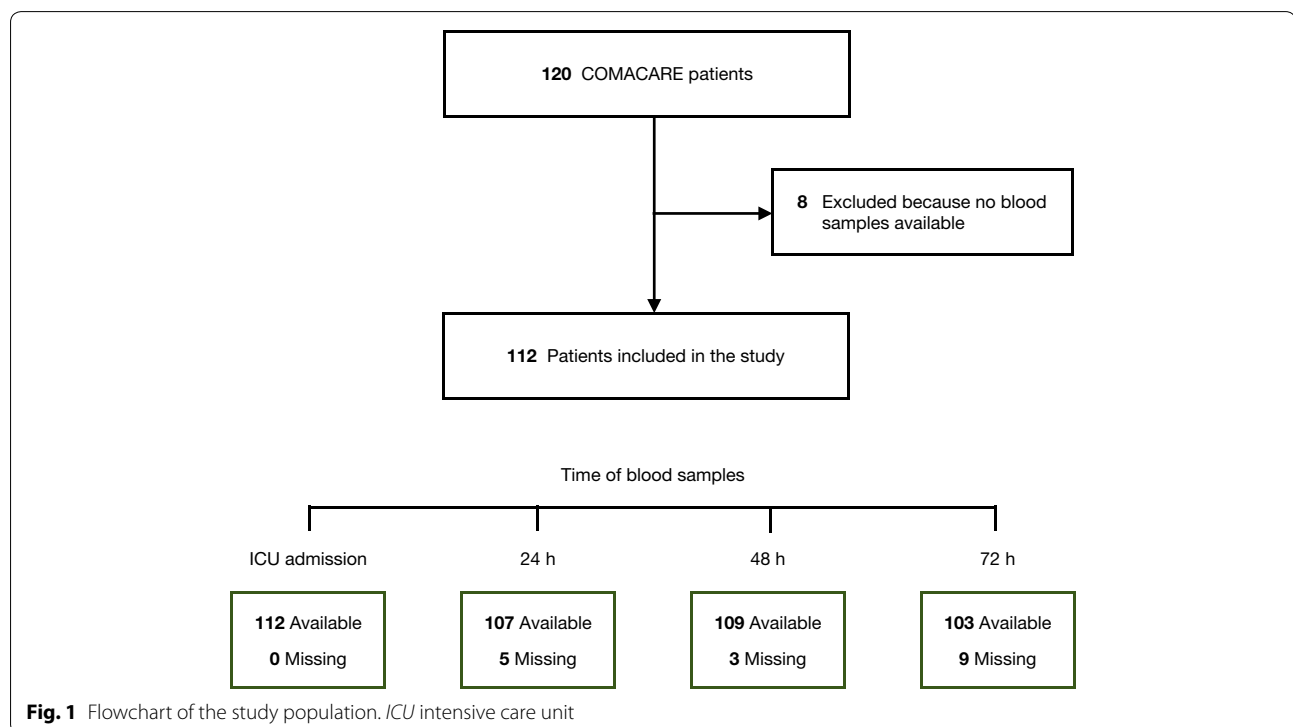 120 COMACARE patients
8 Excluded because no blood
samples available
112 Patients included in the study
Time of blood samples
ICU admission 24 h 48 h 72 h
112 Available 107 Available 109 Available 103 Available
0 Missing 5 Missing 3 Missing 9 Missing
Fig. 1 Flowchart of the study population. ICU intensive care unit